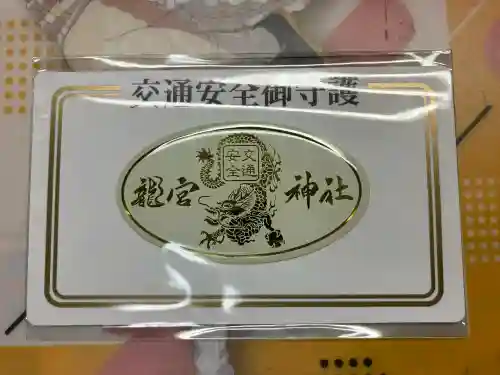 交通安全御守護
交通
安全
龍宮 神社